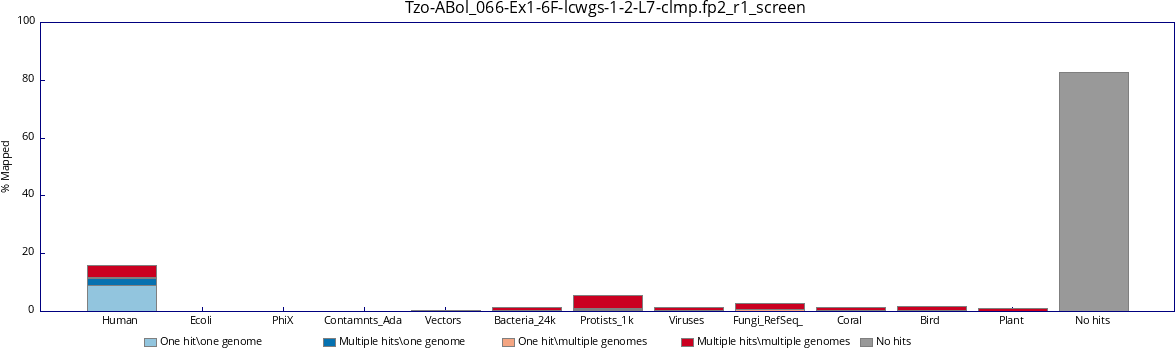 Tzo-ABol_066-Ex1-6F-lcwgs-1-2-L7-clmp.fp2_r1_screen
100
80
60
40
20
0
% Mapped
Human Ecoli PhiX Contamnts_Ada Vectors Bacteria_24k Protists_1k Viruses Fungi_RefSeq_ Coral Bird Plant No hits
One hit\one genome Multiple hits\one genome One hit\multiple genomes Multiple hits\multiple genomes No hits